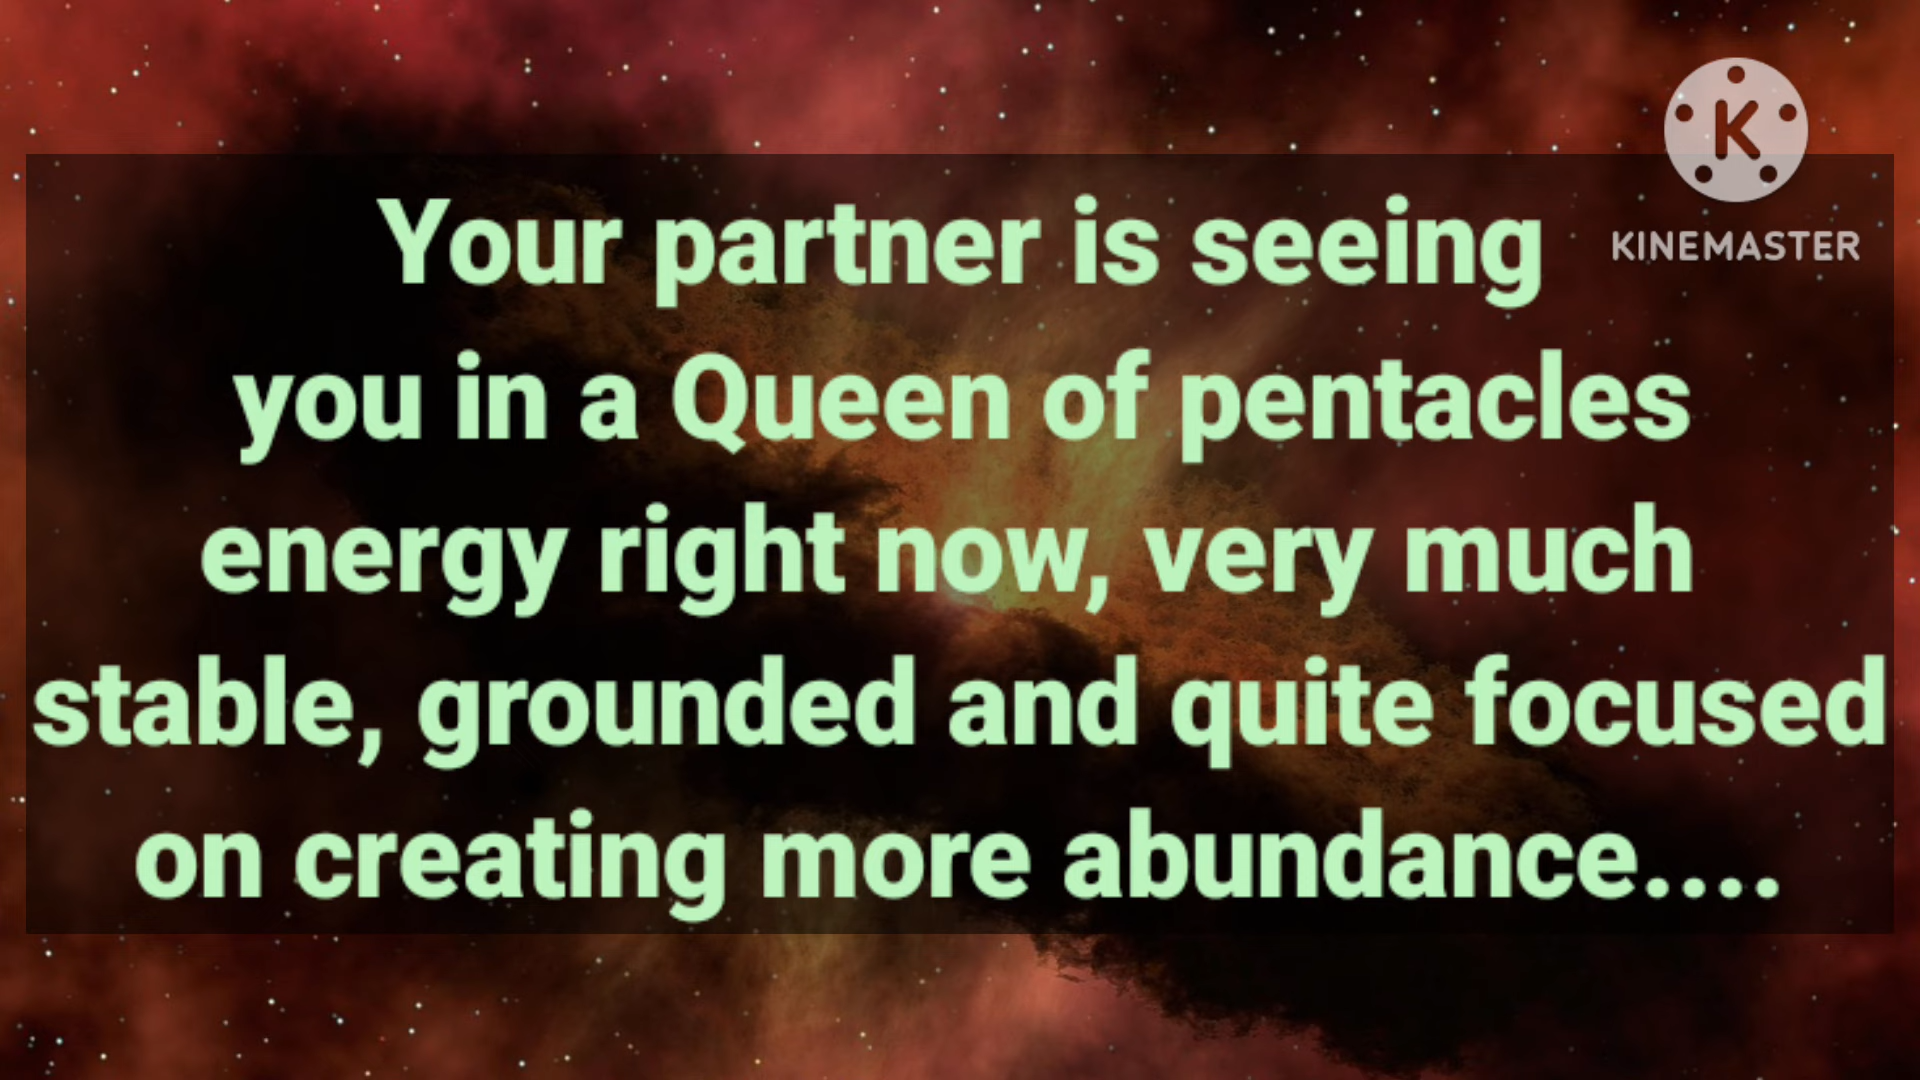 K
KINEMASTER
Your partner is seeing
you in a Queen of pentacles
energy right now, very much
stable, grounded and quite focused
on creating more abundance....